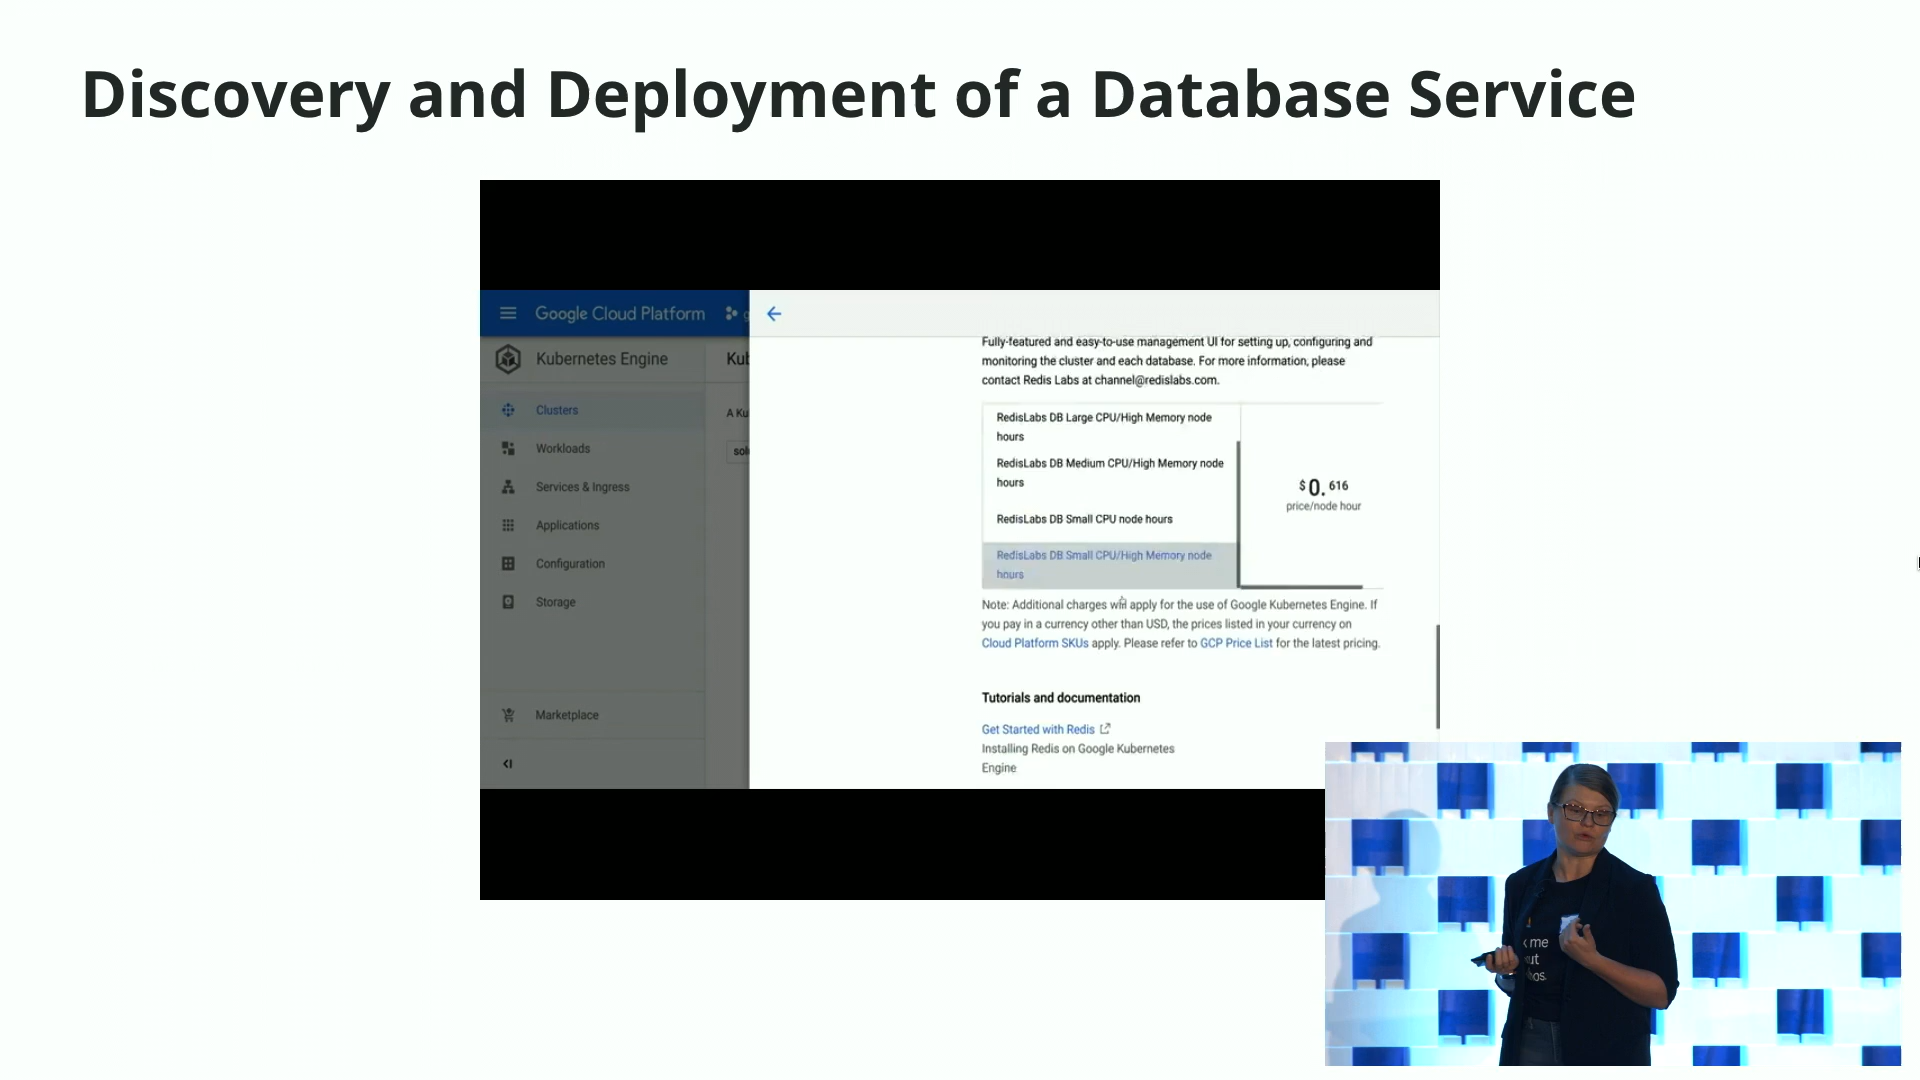 Discovery and Deployment of a Database Service
Google Cloud Platform
Kubernetes Engine
Clusters
Workloads
Services & Ingress
Applications
Configuration
Storage
Marketplace
Kub
A Ku
Fully-featured and easy-to-use management UI for setting up, configuring and
monitoring the cluster and each database. For more information, please
contact Redis Labs at channel@redislabs.com.
RedisLabs DB Large CPU/High Memory node
hours
RedisLabs DB Medium CPU/High Memory node
hours
RedisLabs DB Small CPU node hours
RedisLabs DB Small CPU/High Memory node
hours
$0.616
price/node hour
Note: Additional charges will apply for the use of Google Kubernetes Engine. If
you pay in a currency other than USD, the prices listed in your currency on
Cloud Platform SKUs apply. Please refer to GCP Price List for the latest pricing.
Tutorials and documentation
Get Started with Redis
Installing Redis on Google Kubernetes
Engine
me
ut
os.